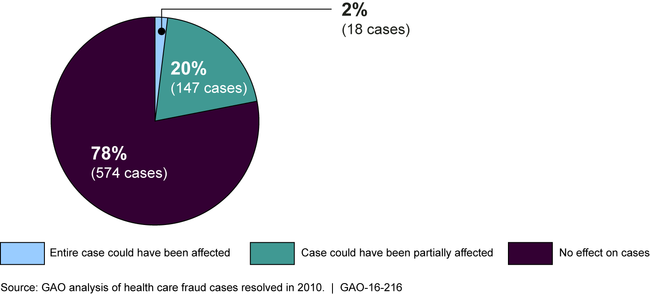 2%
(18 cases)
20%
(147 cases)
78%
(574 cases)
Entire case could have been affected
Case could have been partially affected
No effect on cases
Source: GAO analysis of health care fraud cases resolved in 2010. | GAO-16-216